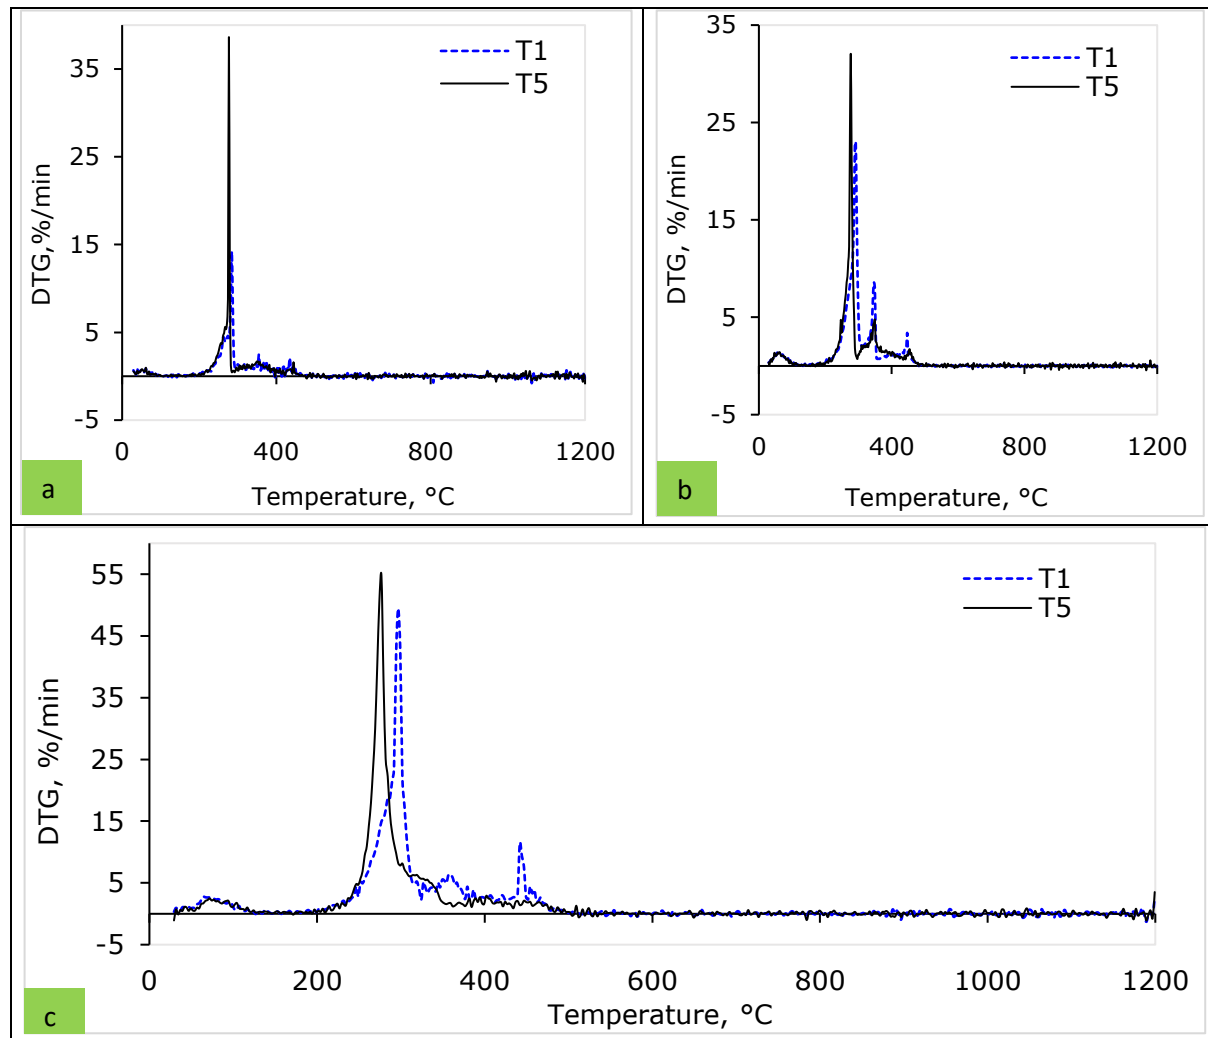 T1
T5
35
25
15
5
-5
DTG,%/min
0 400 800 1200
Temperature, °C
a
T1
T5
35
25
15
5
-5
DTG, %/min
0 400 800 1200
Temperature, °C
b
T1
T5
55
45
35
25
15
5
-5
DTG, %/min
0 200 400 600 800 1000 1200
Temperature, °C
c